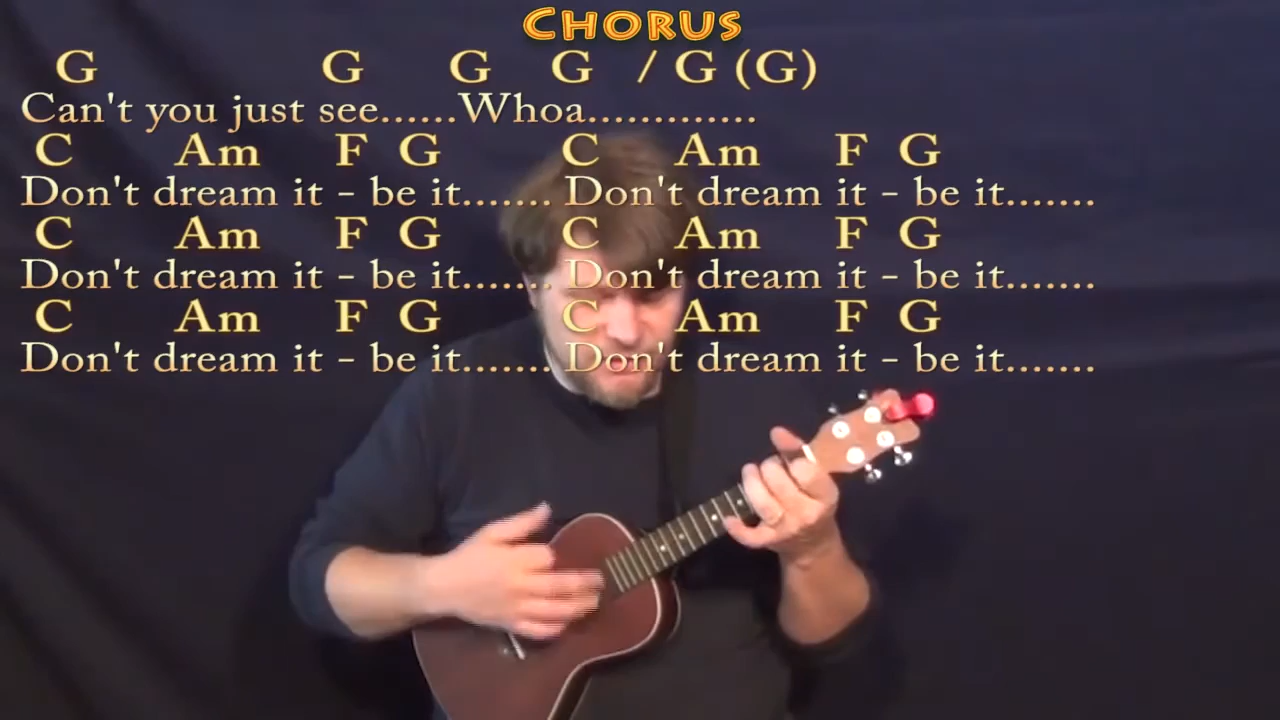 CHORUS
G G G G / G (G)
Can't you just see......Whoa.............
C Am F G C Am F G
Don't dream it - be it....... Don't dream it - be it.......
C Am F G C Am F G
Don't dream it - be it....... Don't dream it - be it.......
C Am F G C Am F G
Don't dream it - be it....... Don't dream it - be it.......